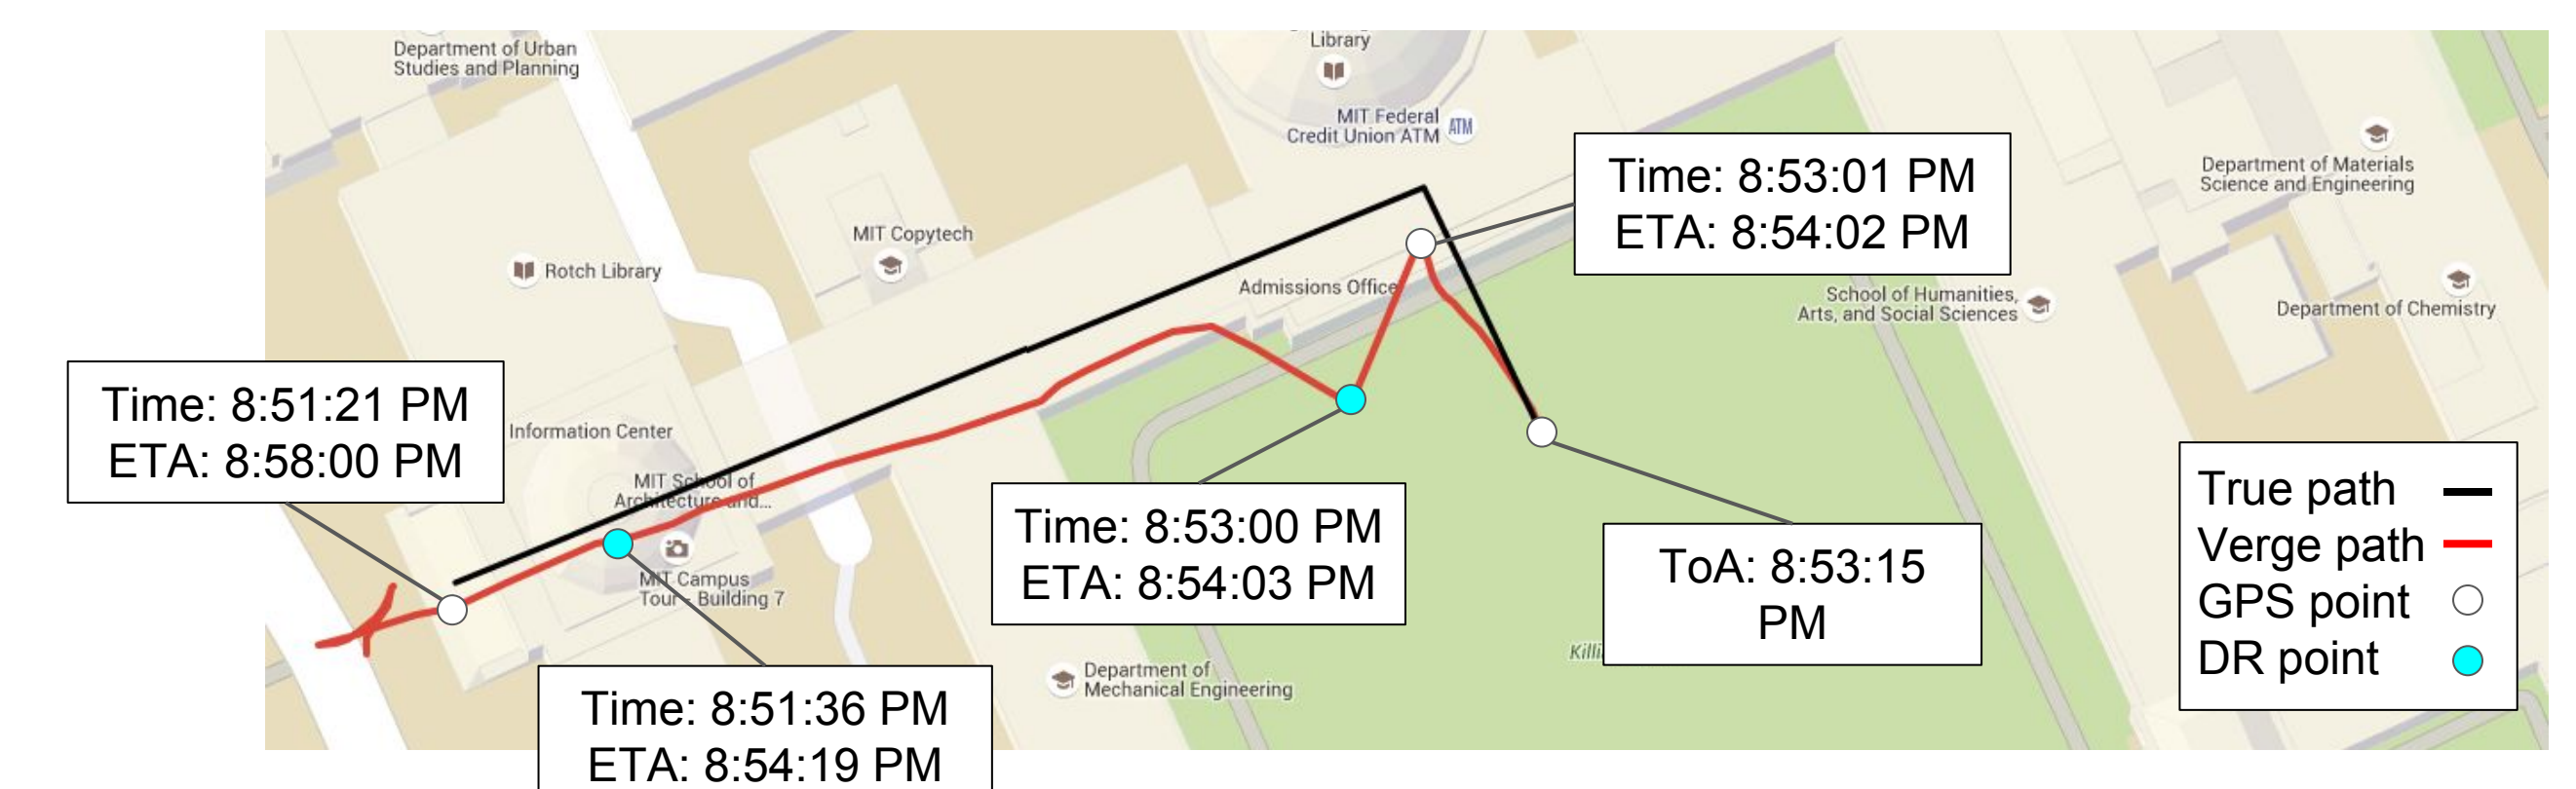 Department of Urban
Studies and Planning
Library
MIT Federal
Credit Union ATM
ATM
Time: 8:53:01 PM
ETA: 8:54:02 PM
Department of Materials
Science and Engineering
MIT Copytech
Rotch Library
Admissions Office
School of Humanities,
Arts, and Social Sciences
Department of Chemistry
Time: 8:51:21 PM
ETA: 8:58:00 PM
Information Center
MIT School of
Architecture and...
MIT Campus
Tour - Building 7
Time: 8:53:00 PM
ETA: 8:54:03 PM
ToA: 8:53:15
PM
True path
Verge path
GPS point
DR point
Department of
Mechanical Engineering
Time: 8:51:36 PM
ETA: 8:54:19 PM